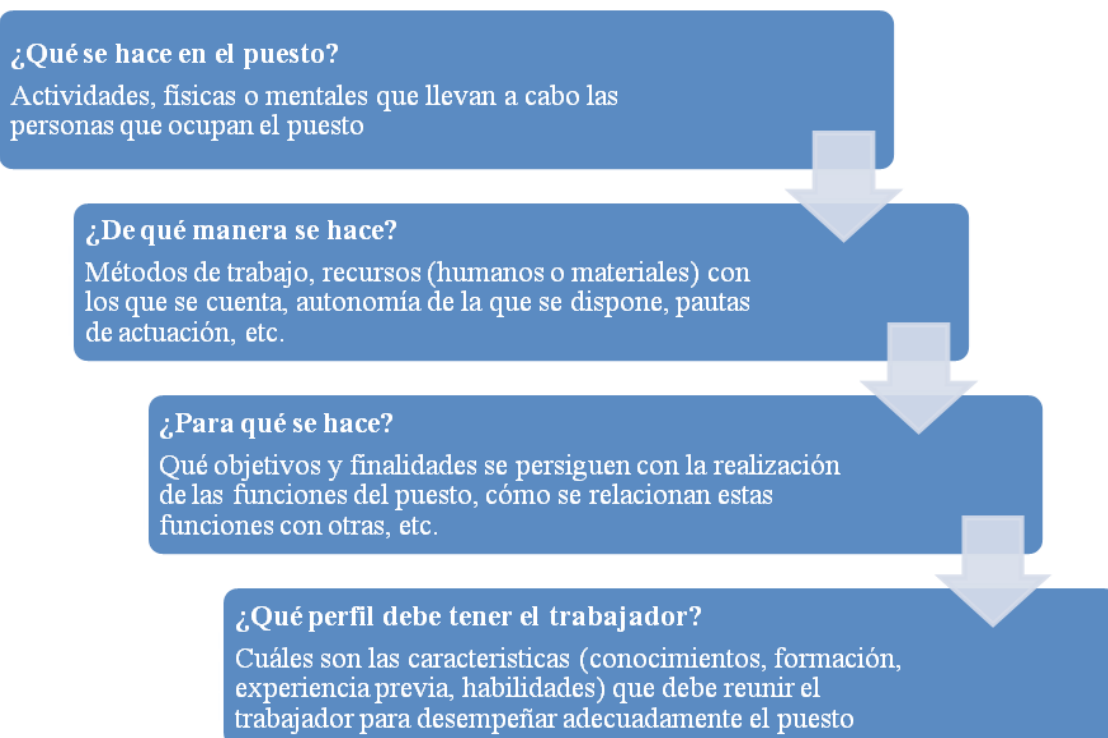 ¿Qué se hace en el puesto?
Actividades, físicas o mentales que llevan a cabo las
personas que ocupan el puesto
¿De qué manera se hace?
Métodos de trabajo, recursos (humanos o materiales) con
los que se cuenta, autonomía de la que se dispone, pautas
de actuación, etc.
¿Para qué se hace?
Qué objetivos y finalidades se persiguen con la realización
de las funciones del puesto, cómo se relacionan estas
funciones con otras, etc.
¿Qué perfil debe tener el trabajador?
Cuáles son las caracteristicas (conocimientos, formación,
experiencia previa, habilidades) que debe reunir el
trabajador para desempeñar adecuadamente el puesto